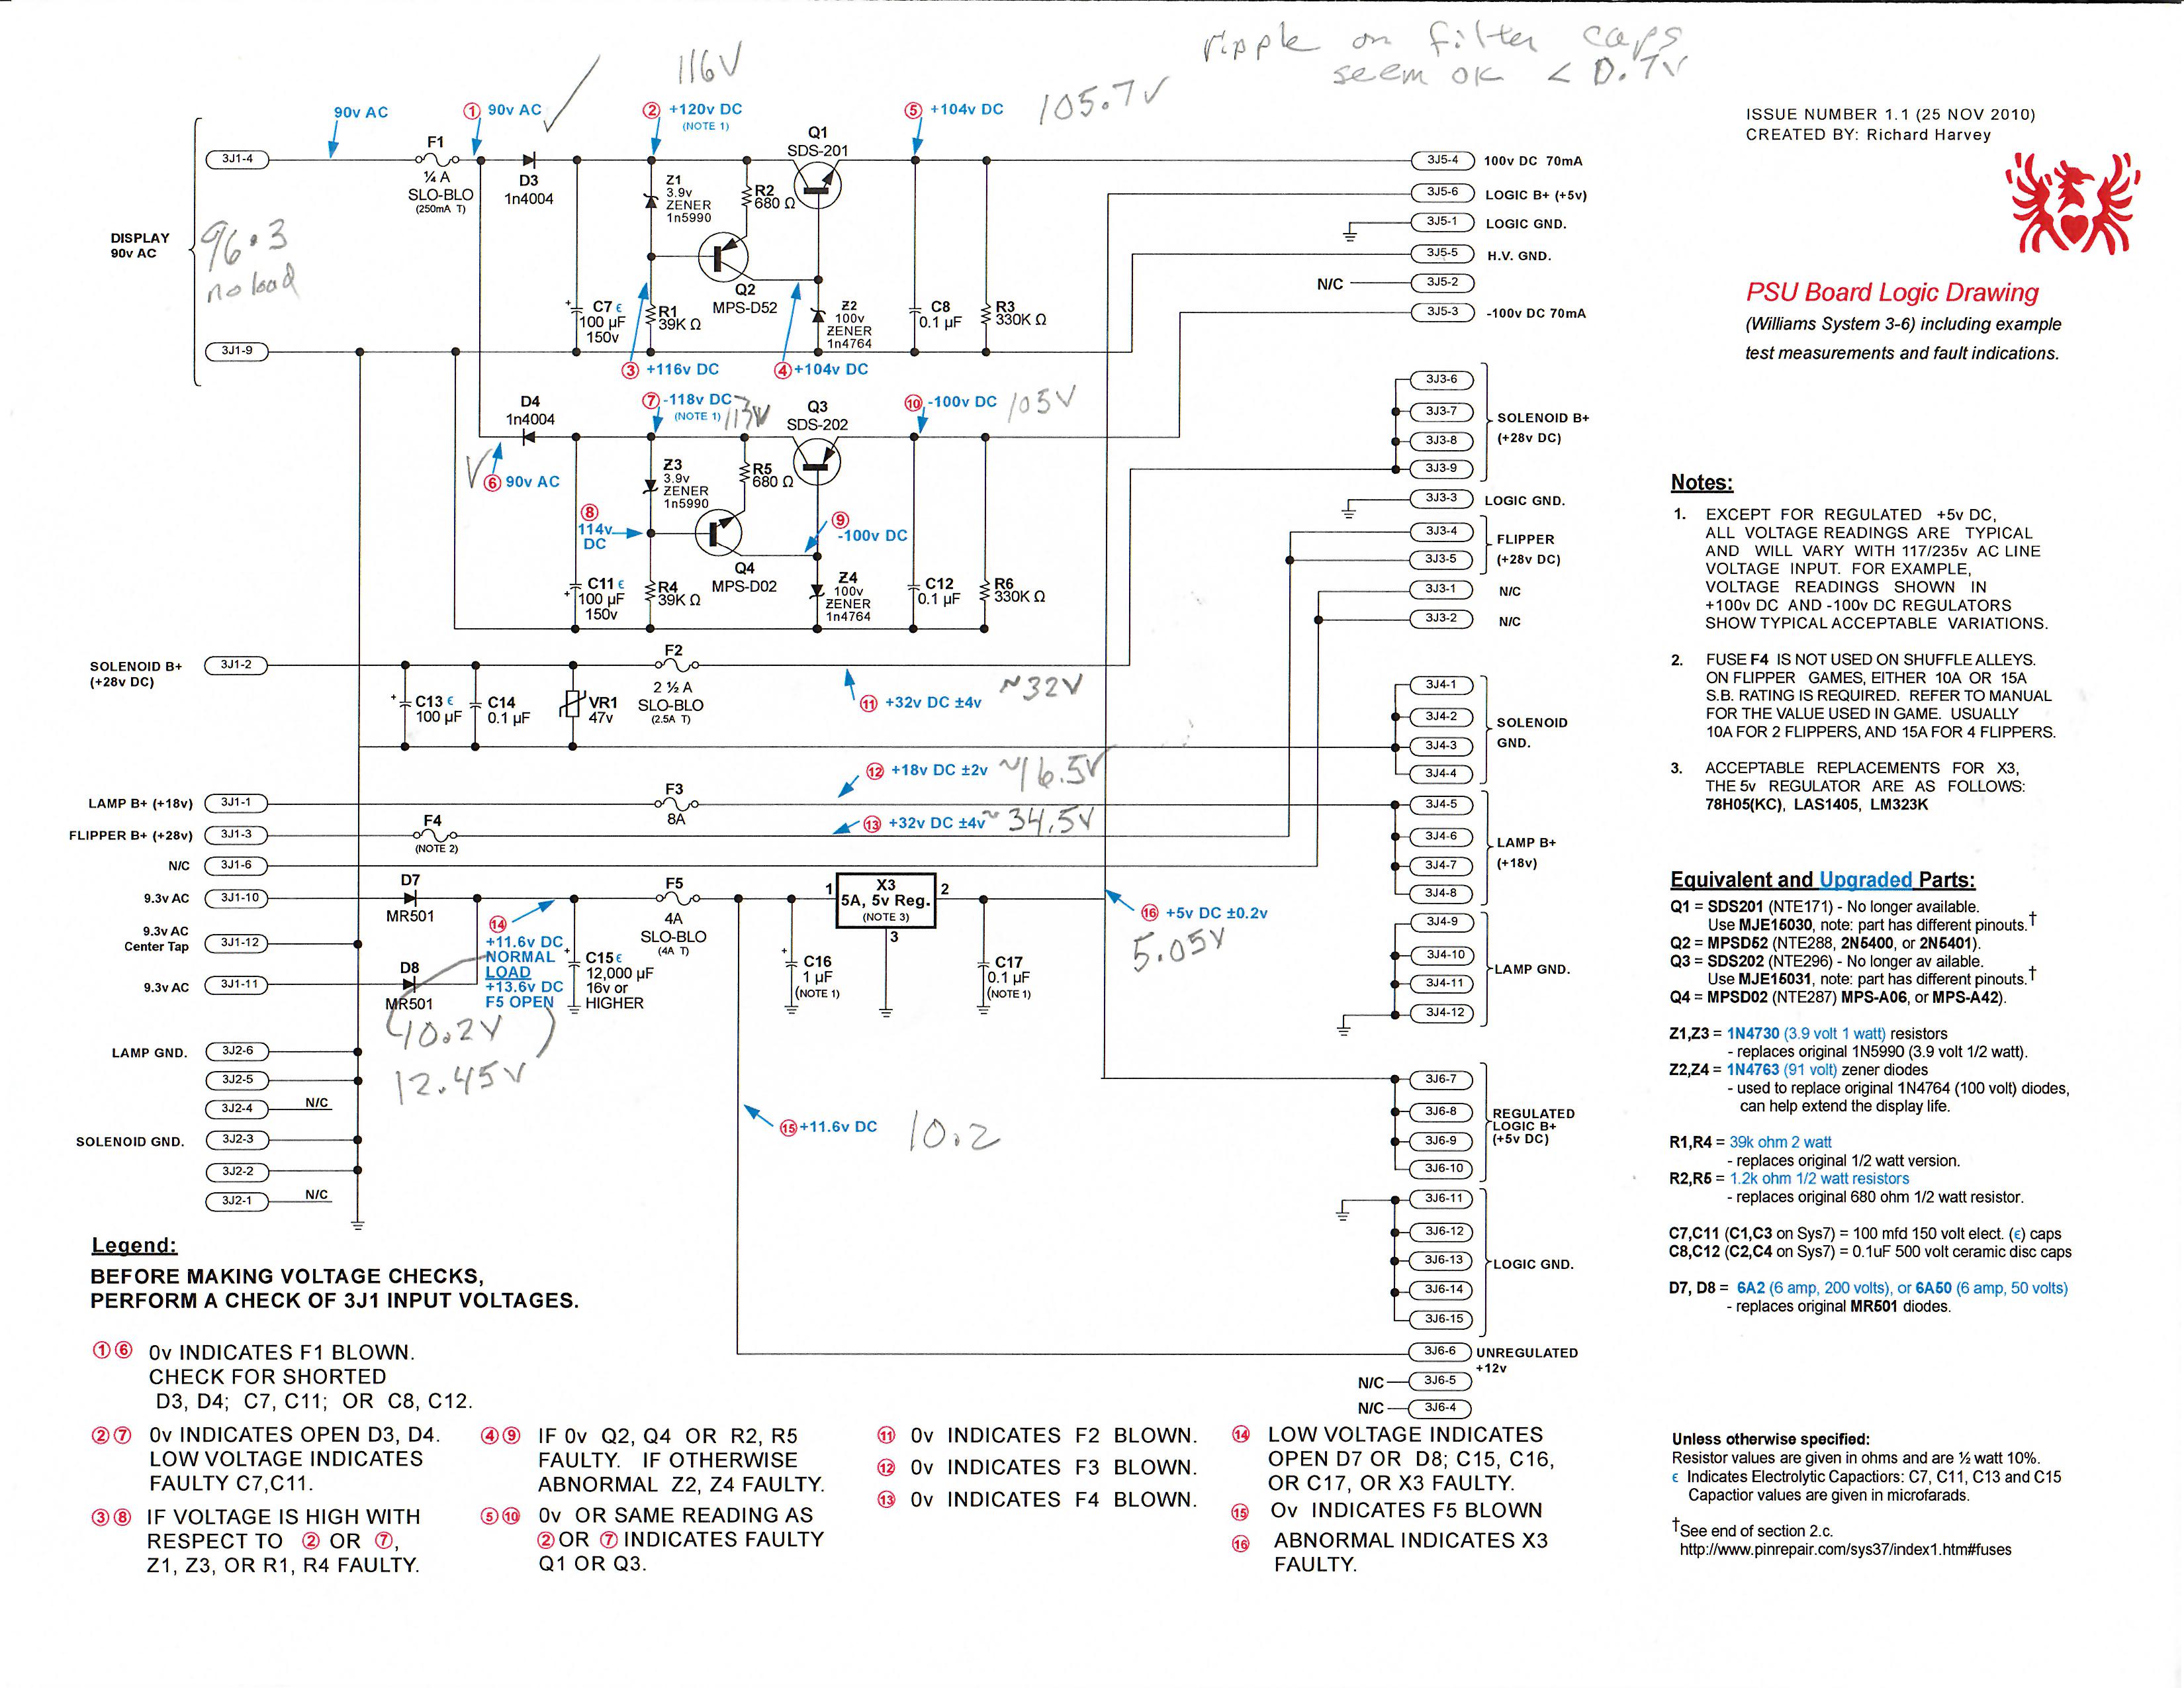 ripple on filter caps
seem ok < 0.7V
116V
105.7V
90v AC
① 90v AC
② +120v DC
(NOTE 1)
⑤ +104v DC
ISSUE NUMBER 1.1 (25 NOV 2010)
CREATED BY: Richard Harvey
3J1-4
F1
¼ A
SLO-BLO
(250mA T)
D3
1n4004
Z1
3.9v
ZENER
1n5990
R2
680 Ω
Q1
SDS-201
3J5-4 100v DC 70mA
3J5-6 LOGIC B+ (+5v)
3J5-1 LOGIC GND.
3J5-5 H.V. GND.
N/C 3J5-2
3J5-3 -100v DC 70mA
DISPLAY
90v AC
96.3
no load
Q2
MPS-D52
C7 ϵ
100 µF
150v
R1
39K Ω
Z2
100v
ZENER
1n4764
C8
0.1 µF
R3
330K Ω
3J1-9
③ +116v DC
④ +104v DC
PSU Board Logic Drawing
(Williams System 3-6) including example
test measurements and fault indications.
D4
1n4004
⑦ -118v DC
(NOTE 1)
113V
Q3
SDS-202
⑩ -100v DC
105V
⑥ 90v AC
Z3
3.9v
ZENER
1n5990
R5
680 Ω
⑧
114v
DC
⑨
-100v DC
Q4
MPS-D02
C11 ϵ
100 µF
150v
R4
39K Ω
Z4
100v
ZENER
1n4764
C12
0.1 µF
R6
330K Ω
3J3-6
3J3-7
3J3-8
3J3-9
SOLENOID B+
(+28v DC)
3J3-3 LOGIC GND.
3J3-4
3J3-5
FLIPPER
(+28v DC)
3J3-1 N/C
3J3-2 N/C
SOLENOID B+
(+28v DC)
3J1-2
C13 ϵ
100 µF
C14
0.1 µF
VR1
47v
F2
2 ½ A
SLO-BLO
(2.5A T)
⑪ +32v DC ±4v
~32V
3J4-1
3J4-2
3J4-3
3J4-4
SOLENOID
GND.
LAMP B+ (+18v) 3J1-1
F3
8A
⑫ +18v DC ±2v
~16.5V
FLIPPER B+ (+28v) 3J1-3
F4
(NOTE 2)
⑬ +32v DC ±4v
~34.5V
N/C 3J1-6
3J4-5
3J4-6
3J4-7
3J4-8
LAMP B+
(+18v)
9.3v AC 3J1-10
D7
MR501
9.3v AC
Center Tap
3J1-12
9.3v AC 3J1-11
D8
MR501
⑭
+11.6v DC
NORMAL
LOAD
+13.6v DC
F5 OPEN
10.2V
12.45V
C15 ϵ
12,000 µF
16v or
HIGHER
F5
4A
SLO-BLO
(4A T)
C16
1 µF
(NOTE 1)
1
X3
5A, 5v Reg.
(NOTE 3)
2
3
C17
0.1 µF
(NOTE 1)
⑯ +5v DC ±0.2v
5.05V
3J4-9
3J4-10
3J4-11
3J4-12
LAMP GND.
LAMP GND. 3J2-6
3J2-5
3J2-4 N/C
SOLENOID GND. 3J2-3
3J2-2
3J2-1 N/C
⑮ +11.6v DC
10.2
3J6-7
3J6-8
3J6-9
3J6-10
REGULATED
LOGIC B+
(+5v DC)
3J6-11
3J6-12
3J6-13
3J6-14
3J6-15
LOGIC GND.
3J6-6 UNREGULATED
+12v
N/C 3J6-5
N/C 3J6-4
Notes:
1. EXCEPT FOR REGULATED +5v DC,
ALL VOLTAGE READINGS ARE TYPICAL
AND WILL VARY WITH 117/235v AC LINE
VOLTAGE INPUT. FOR EXAMPLE,
VOLTAGE READINGS SHOWN IN
+100v DC AND -100v DC REGULATORS
SHOW TYPICAL ACCEPTABLE VARIATIONS.
2. FUSE F4 IS NOT USED ON SHUFFLE ALLEYS.
ON FLIPPER GAMES, EITHER 10A OR 15A
S.B. RATING IS REQUIRED. REFER TO MANUAL
FOR THE VALUE USED IN GAME. USUALLY
10A FOR 2 FLIPPERS, AND 15A FOR 4 FLIPPERS.
3. ACCEPTABLE REPLACEMENTS FOR X3,
THE 5v REGULATOR ARE AS FOLLOWS:
78H05(KC), LAS1405, LM323K
Equivalent and Upgraded Parts:
Q1 = SDS201 (NTE171) - No longer available.
Use MJE15030, note: part has different pinouts.†
Q2 = MPSD52 (NTE288, 2N5400, or 2N5401).
Q3 = SDS202 (NTE296) - No longer av ailable.
Use MJE15031, note: part has different pinouts.†
Q4 = MPSD02 (NTE287) MPS-A06, or MPS-A42).
Z1,Z3 = 1N4730 (3.9 volt 1 watt) resistors
- replaces original 1N5990 (3.9 volt 1/2 watt).
Z2,Z4 = 1N4763 (91 volt) zener diodes
- used to replace original 1N4764 (100 volt) diodes,
can help extend the display life.
R1,R4 = 39k ohm 2 watt
- replaces original 1/2 watt version.
R2,R5 = 1.2k ohm 1/2 watt resistors
- replaces original 680 ohm 1/2 watt resistor.
C7,C11 (C1,C3 on Sys7) = 100 mfd 150 volt elect. (ϵ) caps
C8,C12 (C2,C4 on Sys7) = 0.1uF 500 volt ceramic disc caps
D7, D8 = 6A2 (6 amp, 200 volts), or 6A50 (6 amp, 50 volts)
- replaces original MR501 diodes.
Unless otherwise specified:
Resistor values are given in ohms and are ½ watt 10%.
ϵ Indicates Electrolytic Capactiors: C7, C11, C13 and C15
Capactior values are given in microfarads.
†See end of section 2.c.
http://www.pinrepair.com/sys37/index1.htm#fuses
Legend:
BEFORE MAKING VOLTAGE CHECKS,
PERFORM A CHECK OF 3J1 INPUT VOLTAGES.
①⑥ 0v INDICATES F1 BLOWN.
CHECK FOR SHORTED
D3, D4; C7, C11; OR C8, C12.
②⑦ 0v INDICATES OPEN D3, D4.
LOW VOLTAGE INDICATES
FAULTY C7,C11.
③⑧ IF VOLTAGE IS HIGH WITH
RESPECT TO ② OR ⑦,
Z1, Z3, OR R1, R4 FAULTY.
④⑨ IF 0v Q2, Q4 OR R2, R5
FAULTY. IF OTHERWISE
ABNORMAL Z2, Z4 FAULTY.
⑤⑩ 0v OR SAME READING AS
② OR ⑦ INDICATES FAULTY
Q1 OR Q3.
⑪ 0v INDICATES F2 BLOWN.
⑫ 0v INDICATES F3 BLOWN.
⑬ 0v INDICATES F4 BLOWN.
⑭ LOW VOLTAGE INDICATES
OPEN D7 OR D8; C15, C16,
OR C17, OR X3 FAULTY.
⑮ Ov INDICATES F5 BLOWN
⑯ ABNORMAL INDICATES X3
FAULTY.